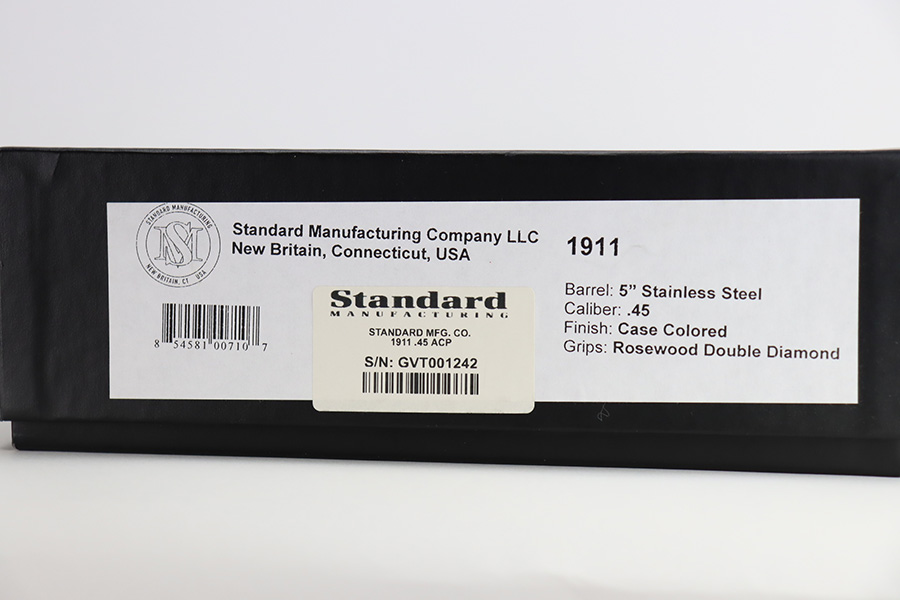 STANDARD MANUFACTURING
SM
NEW BRITAIN, CT USA
Standard Manufacturing Company LLC
New Britain, Connecticut, USA
8 54581 00710 7
Standard
MANUFACTURING
STANDARD MFG. CO.
1911 .45 ACP
S/N: GVT001242
1911
Barrel: 5” Stainless Steel
Caliber: .45
Finish: Case Colored
Grips: Rosewood Double Diamond